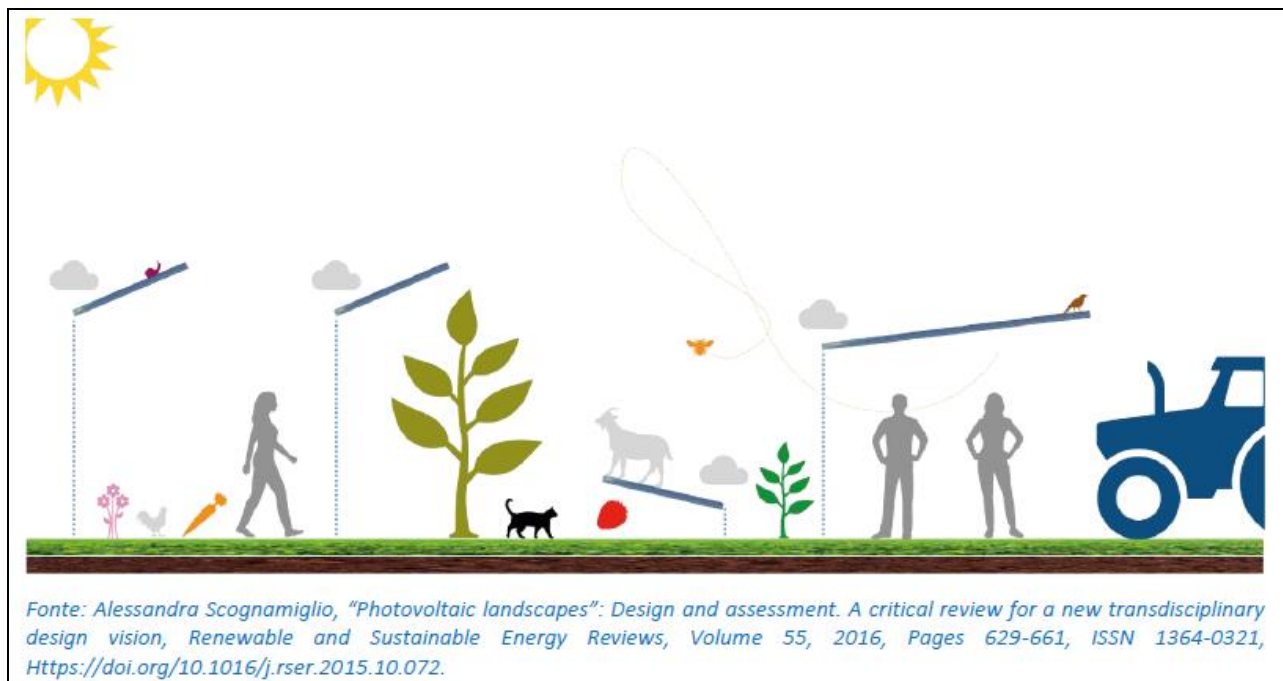 Fonte: Alessandra Scognamiglio, “Photovoltaic landscapes”: Design and assessment. A critical review for a new transdisciplinary
design vision, Renewable and Sustainable Energy Reviews, Volume 55, 2016, Pages 629-661, ISSN 1364-0321,
Https://doi.org/10.1016/j.rser.2015.10.072.